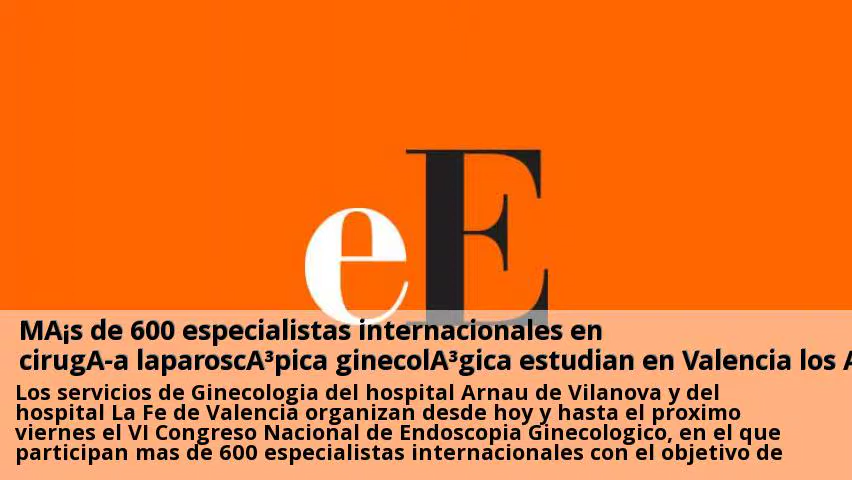 eE
MA¡s de 600 especialistas internacionales en
cirugA-a laparoscA³pica ginecolA³gica estudian en Valencia los A
Los servicios de Ginecologia del hospital Arnau de Vilanova y del
hospital La Fe de Valencia organizan desde hoy y hasta el proximo
viernes el VI Congreso Nacional de Endoscopia Ginecologico, en el que
participan mas de 600 especialistas internacionales con el objetivo de